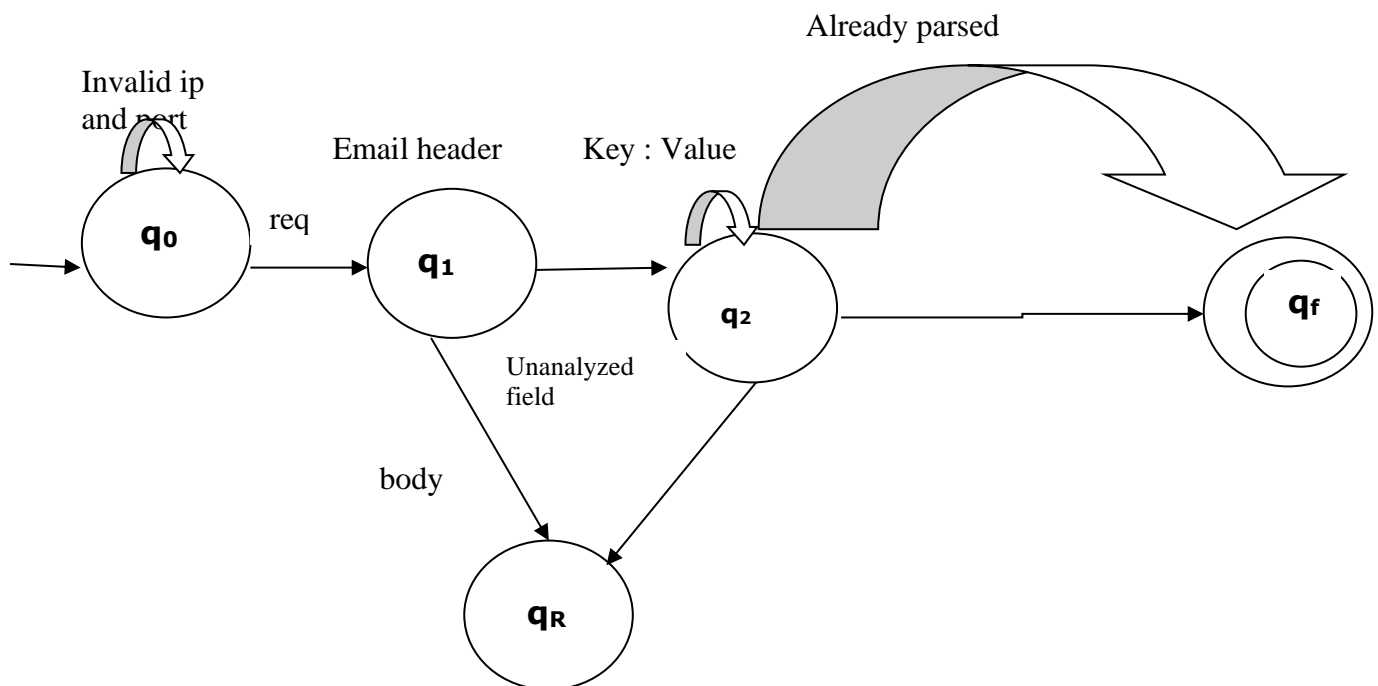 Already parsed
Invalid ip
and port
Email header
Key : Value
req
q0
q1
q2
qf
Unanalyzed
field
body
qR